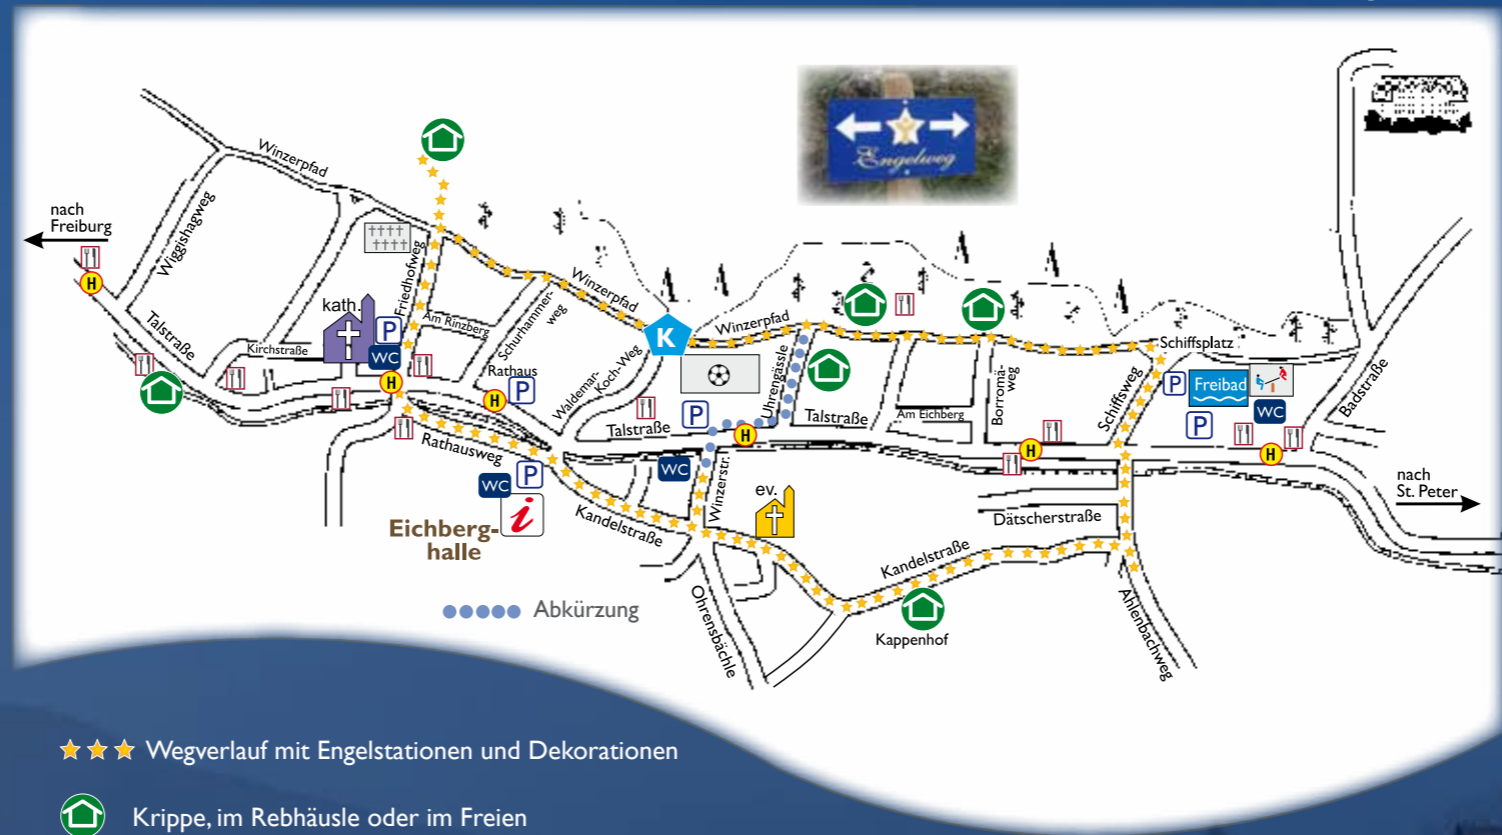 Engelweg
nach
Freiburg
H
Winzerpfad
Wiggishagweg
Talstraße
Kirchstraße
kath.
Friedhofweg
P
WC
H
Am Rinzberg
Schurhammer-
weg
Winzerpfad
Rathaus
P
H
Waldemar-
Koch-Weg
K
Winzerpfad
Uhrengässle
P
Talstraße
H
Talstraße
Am Eichberg
Borromä-
weg
H
Schiffsplatz
Schiffsweg
P
Freibad
WC
P
H
Badstraße
nach
St. Peter
Rathausweg
WC
P
i
Eichberg-
halle
Kandelstraße
WC
Winzerstr.
ev.
Ohrensbächle
Kandelstraße
Kappenhof
Dätscherstraße
Ahlenbachweg
Abkürzung
Wegverlauf mit Engelstationen und Dekorationen
Krippe, im Rebhäusle oder im Freien